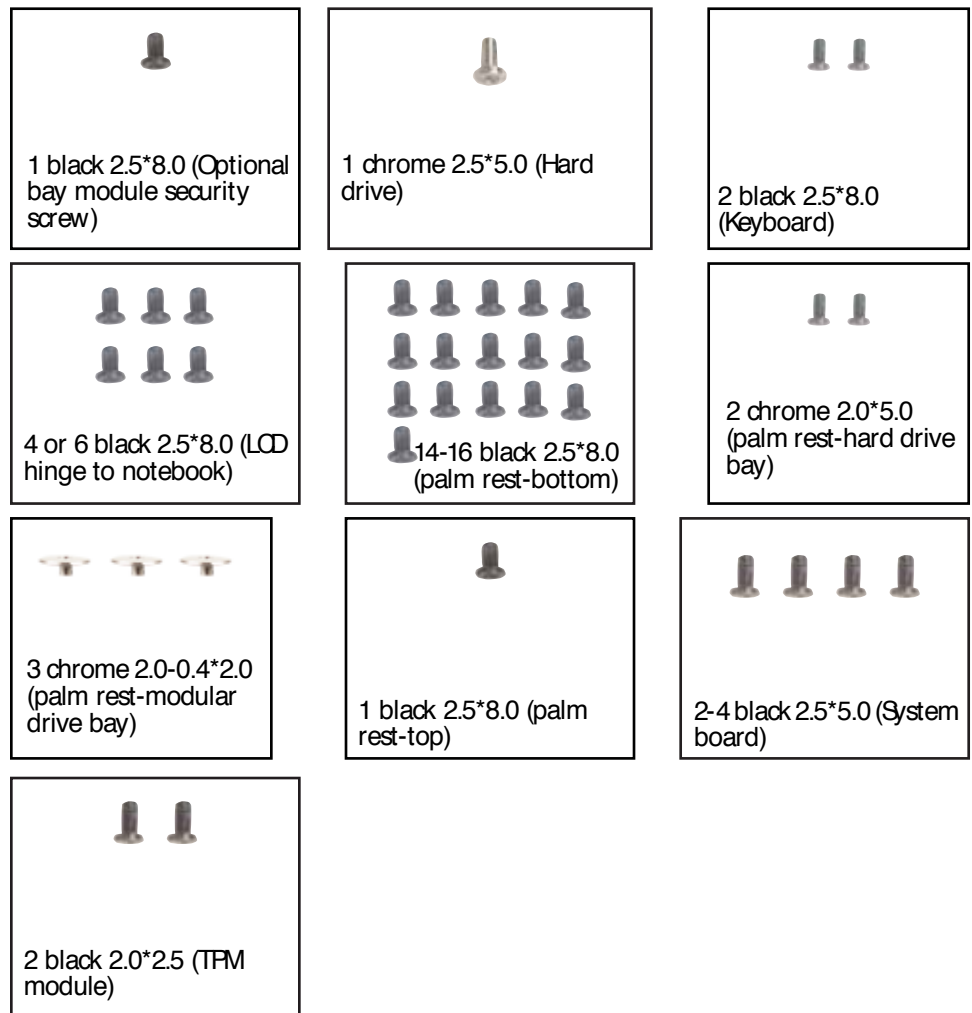 1 black 2.5*8.0 (Optional
bay module security
screw)
1 chrome 2.5*5.0 (Hard
drive)
2 black 2.5*8.0
(Keyboard)
4 or 6 black 2.5*8.0 (LCD
hinge to notebook)
14-16 black 2.5*8.0
(palm rest-bottom)
2 chrome 2.0*5.0
(palm rest-hard drive
bay)
3 chrome 2.0-0.4*2.0
(palm rest-modular
drive bay)
1 black 2.5*8.0 (palm
rest-top)
2-4 black 2.5*5.0 (System
board)
2 black 2.0*2.5 (TPM
module)